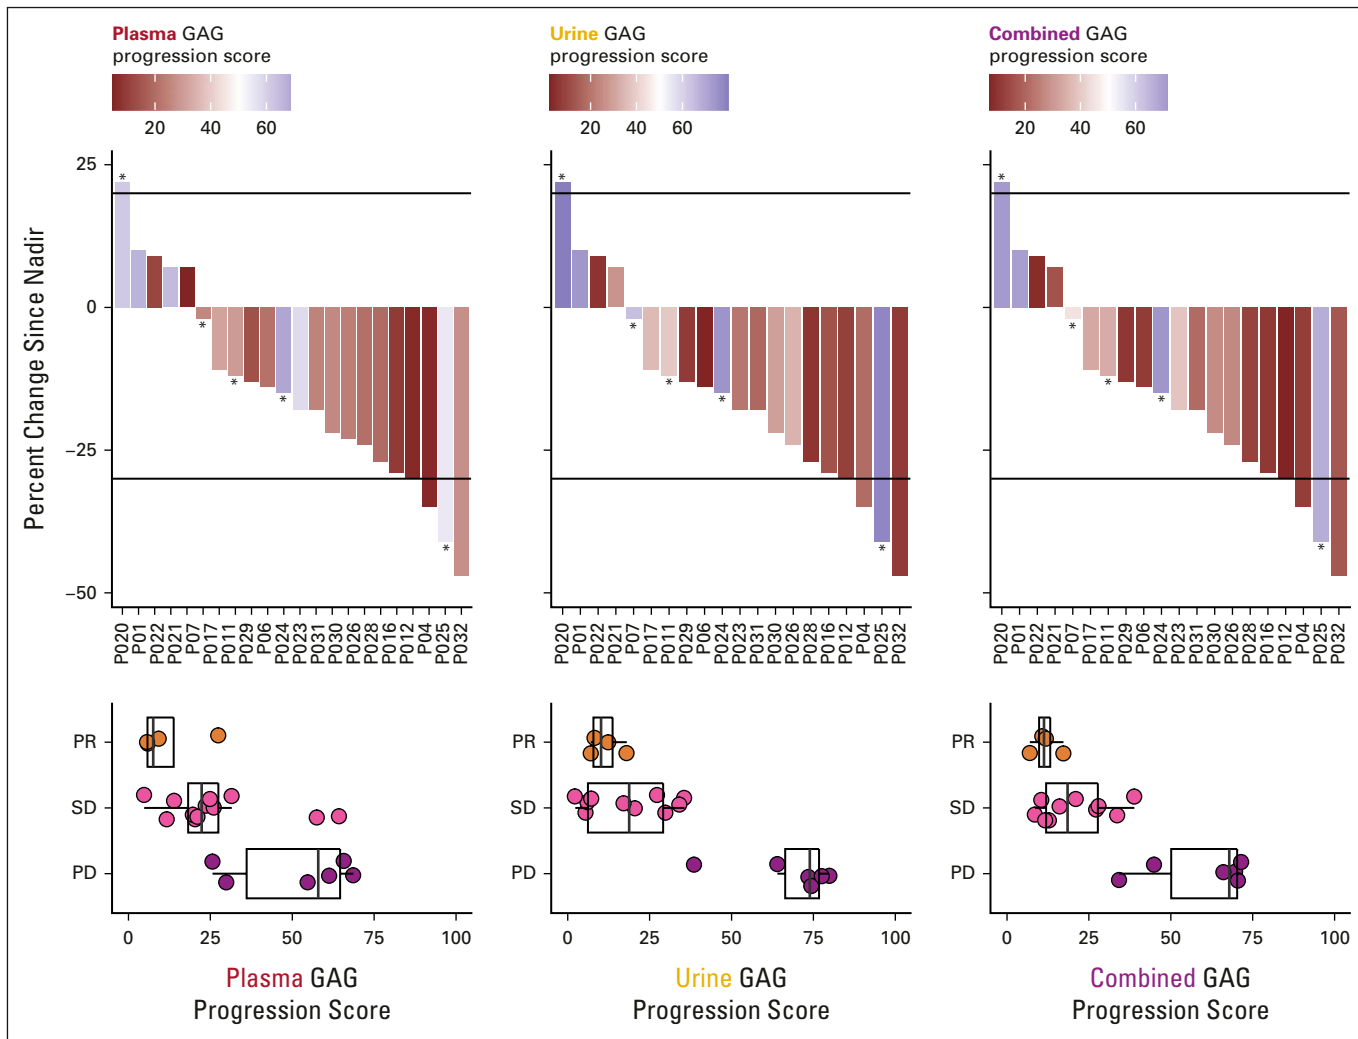 Plasma GAG
progression score
20 40 60
Urine GAG
progression score
20 40 60
Combined GAG
progression score
20 40 60
Percent Change Since Nadir
25
0
−25
−50
* * * * *
P020 P01 P022 P021 P07 P017 P011 P029 P06 P024 P023 P031 P030 P026 P028 P016 P012 P04 P025 P032
* * * * *
P020 P01 P022 P021 P07 P017 P011 P029 P06 P024 P023 P031 P030 P026 P028 P016 P012 P04 P025 P032
* * * * *
P020 P01 P022 P021 P07 P017 P011 P029 P06 P024 P023 P031 P030 P026 P028 P016 P012 P04 P025 P032
PR
SD
PD
0 25 50 75 100
Plasma GAG
Progression Score
PR
SD
PD
0 25 50 75 100
Urine GAG
Progression Score
PR
SD
PD
0 25 50 75 100
Combined GAG
Progression Score